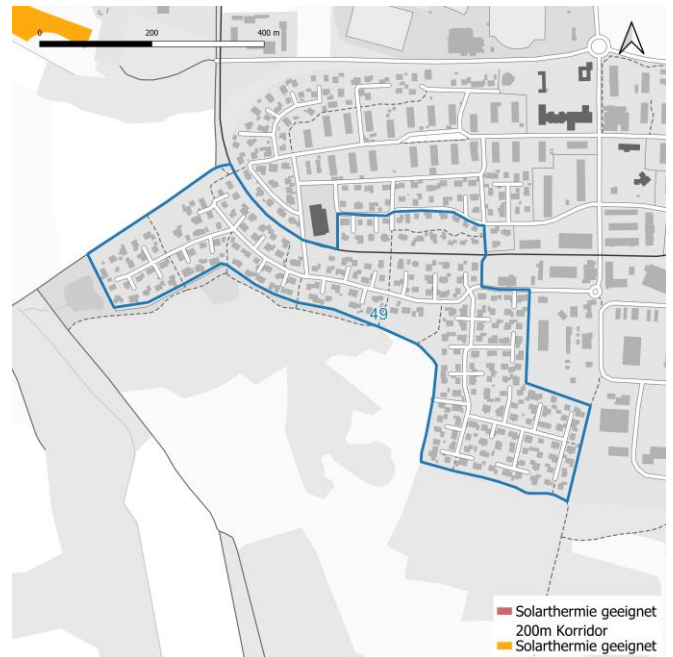 0 200 400 m
49
Solarthermie geeignet
200m Korridor
Solarthermie geeignet